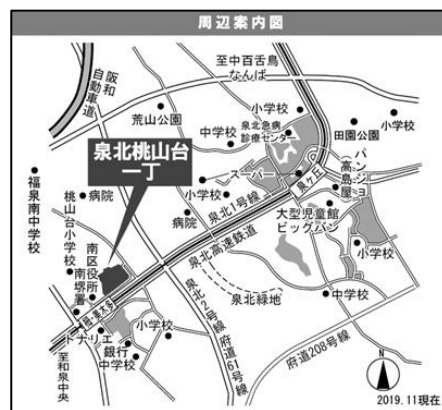 周辺案内図
至中百舌鳥
なんば
阪和
自動車道
荒山公園
小学校
泉北急病
診療センター
中学校
田園公園
小学校
泉北桃山台
一丁
スーパー
泉ヶ丘
パンジョ
高島屋
福泉南中学校
桃山台小学校
病院
小学校
病院
泉北1号線
大型児童館
ビッグバン
小学校
南区役所
南堺署
泉北高速鉄道
泉北緑地
中学校
栂・美木多
トナリエ
銀行
小学校
中学校
至和泉中央
泉北2号線
府道61号線
府道208号線
N
2019.11現在